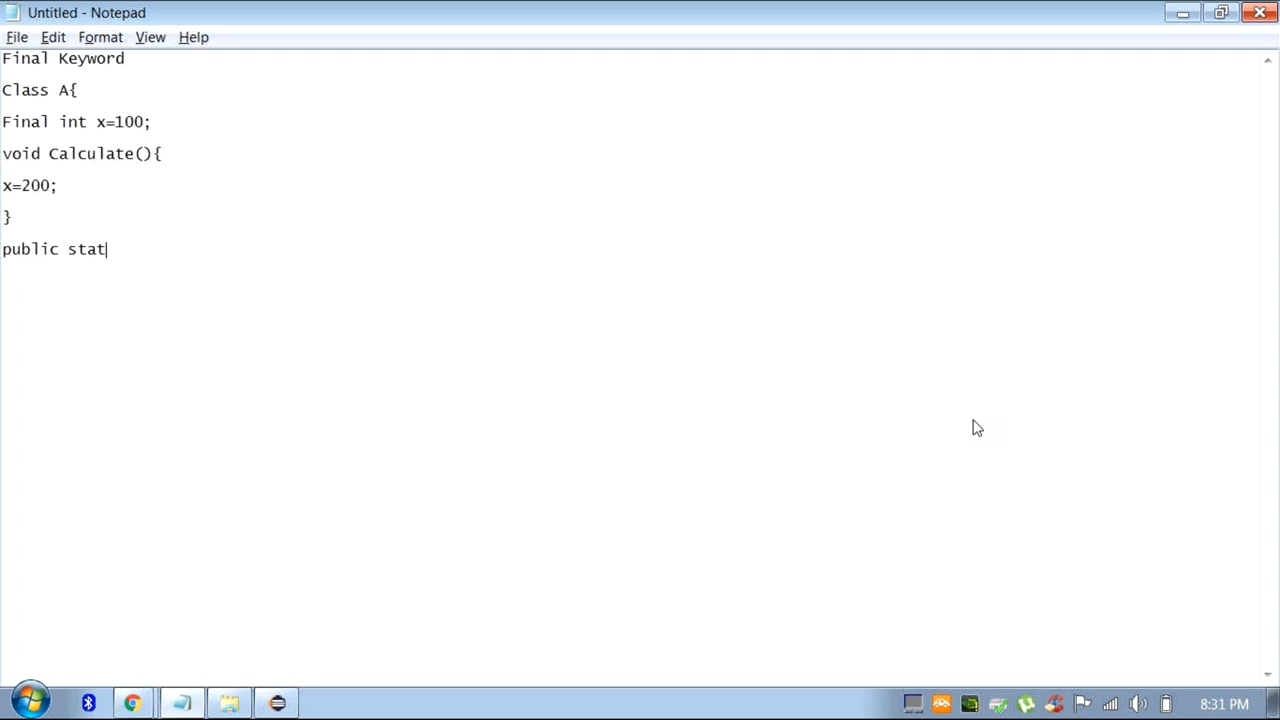 Untitled - Notepad
File Edit Format View Help
Final Keyword
Class A{
Final int x=100;
void Calculate(){
x=200;
}
public stat
8:31 PM